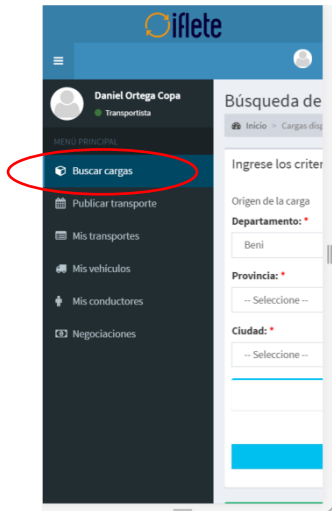 iflete
Daniel Ortega Copa
Transportista
MENÚ PRINCIPAL
Buscar cargas
Publicar transporte
Mis transportes
Mis vehículos
Mis conductores
Negociaciones
Búsqueda de
Inicio > Cargas disp
Ingrese los criter
Origen de la carga
Departamento: *
Beni
Provincia: *
-- Seleccione --
Ciudad: *
-- Seleccione --